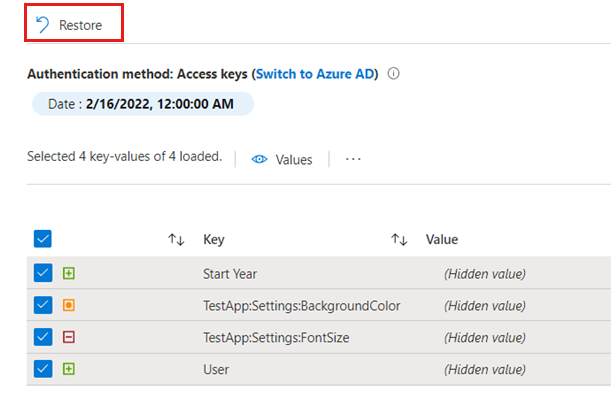 Restore
Authentication method: Access keys (Switch to Azure AD)
Date : 2/16/2022, 12:00:00 AM
Selected 4 key-values of 4 loaded. Values ···
Key Value
Start Year (Hidden value)
TestApp:Settings:BackgroundColor (Hidden value)
TestApp:Settings:FontSize (Hidden value)
User (Hidden value)